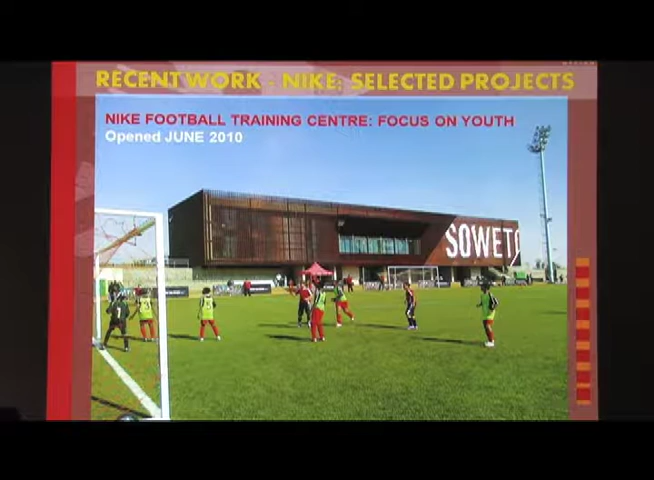 RECENT WORK - NIKE: SELECTED PROJECTS
NIKE FOOTBALL TRAINING CENTRE: FOCUS ON YOUTH
Opened JUNE 2010
SOWETO